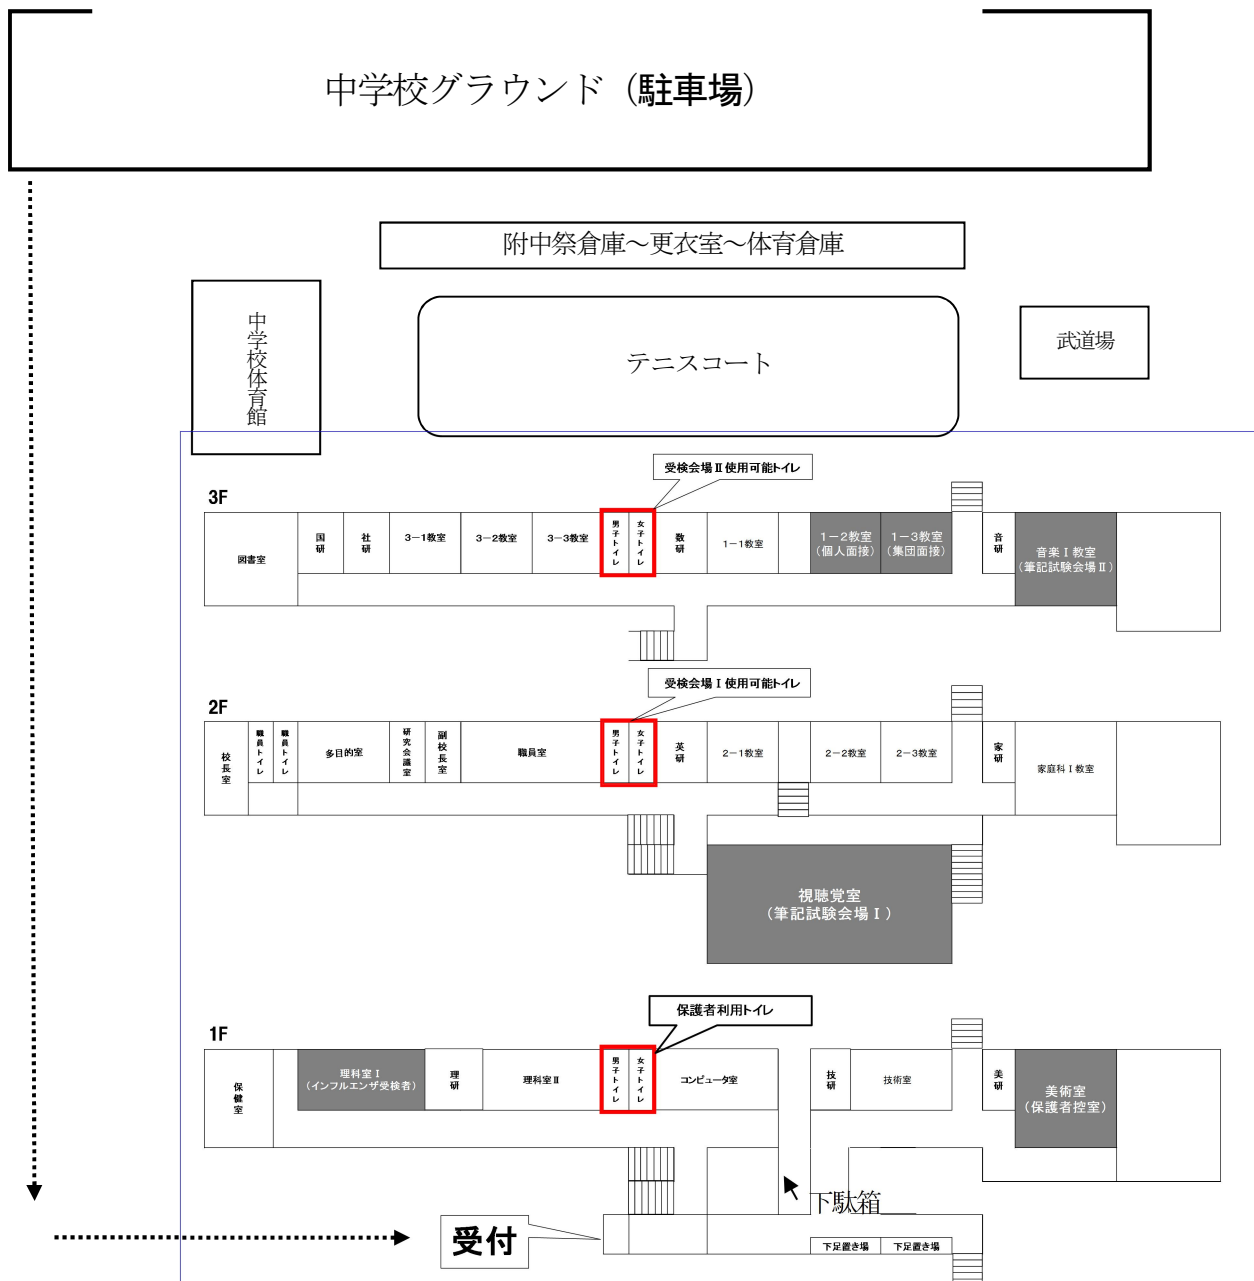 中学校グラウンド（駐車場）
附中祭倉庫～更衣室～体育倉庫
中学校体育館
テニスコート
武道場
受検会場Ⅱ使用可能トイレ
3F
図書室
国研
社研
3－1教室
3－2教室
3－3教室
男子トイレ
女子トイレ
数研
1－1教室
1－2教室
（個人面接）
1－3教室
（集団面接）
音研
音楽Ⅰ教室
（筆記試験会場Ⅱ）
受検会場Ⅰ使用可能トイレ
2F
校長室
職員トイレ
職員トイレ
多目的室
研究会議室
副校長室
職員室
男子トイレ
女子トイレ
英研
2－1教室
2－2教室
2－3教室
家研
家庭科Ⅰ教室
視聴覚室
（筆記試験会場Ⅰ）
保護者利用トイレ
1F
保健室
理科室Ⅰ
（インフルエンザ受検者）
理研
理科室Ⅱ
男子トイレ
女子トイレ
コンピュータ室
技研
技術室
美研
美術室
（保護者控室）
下駄箱
受付
下足置き場
下足置き場